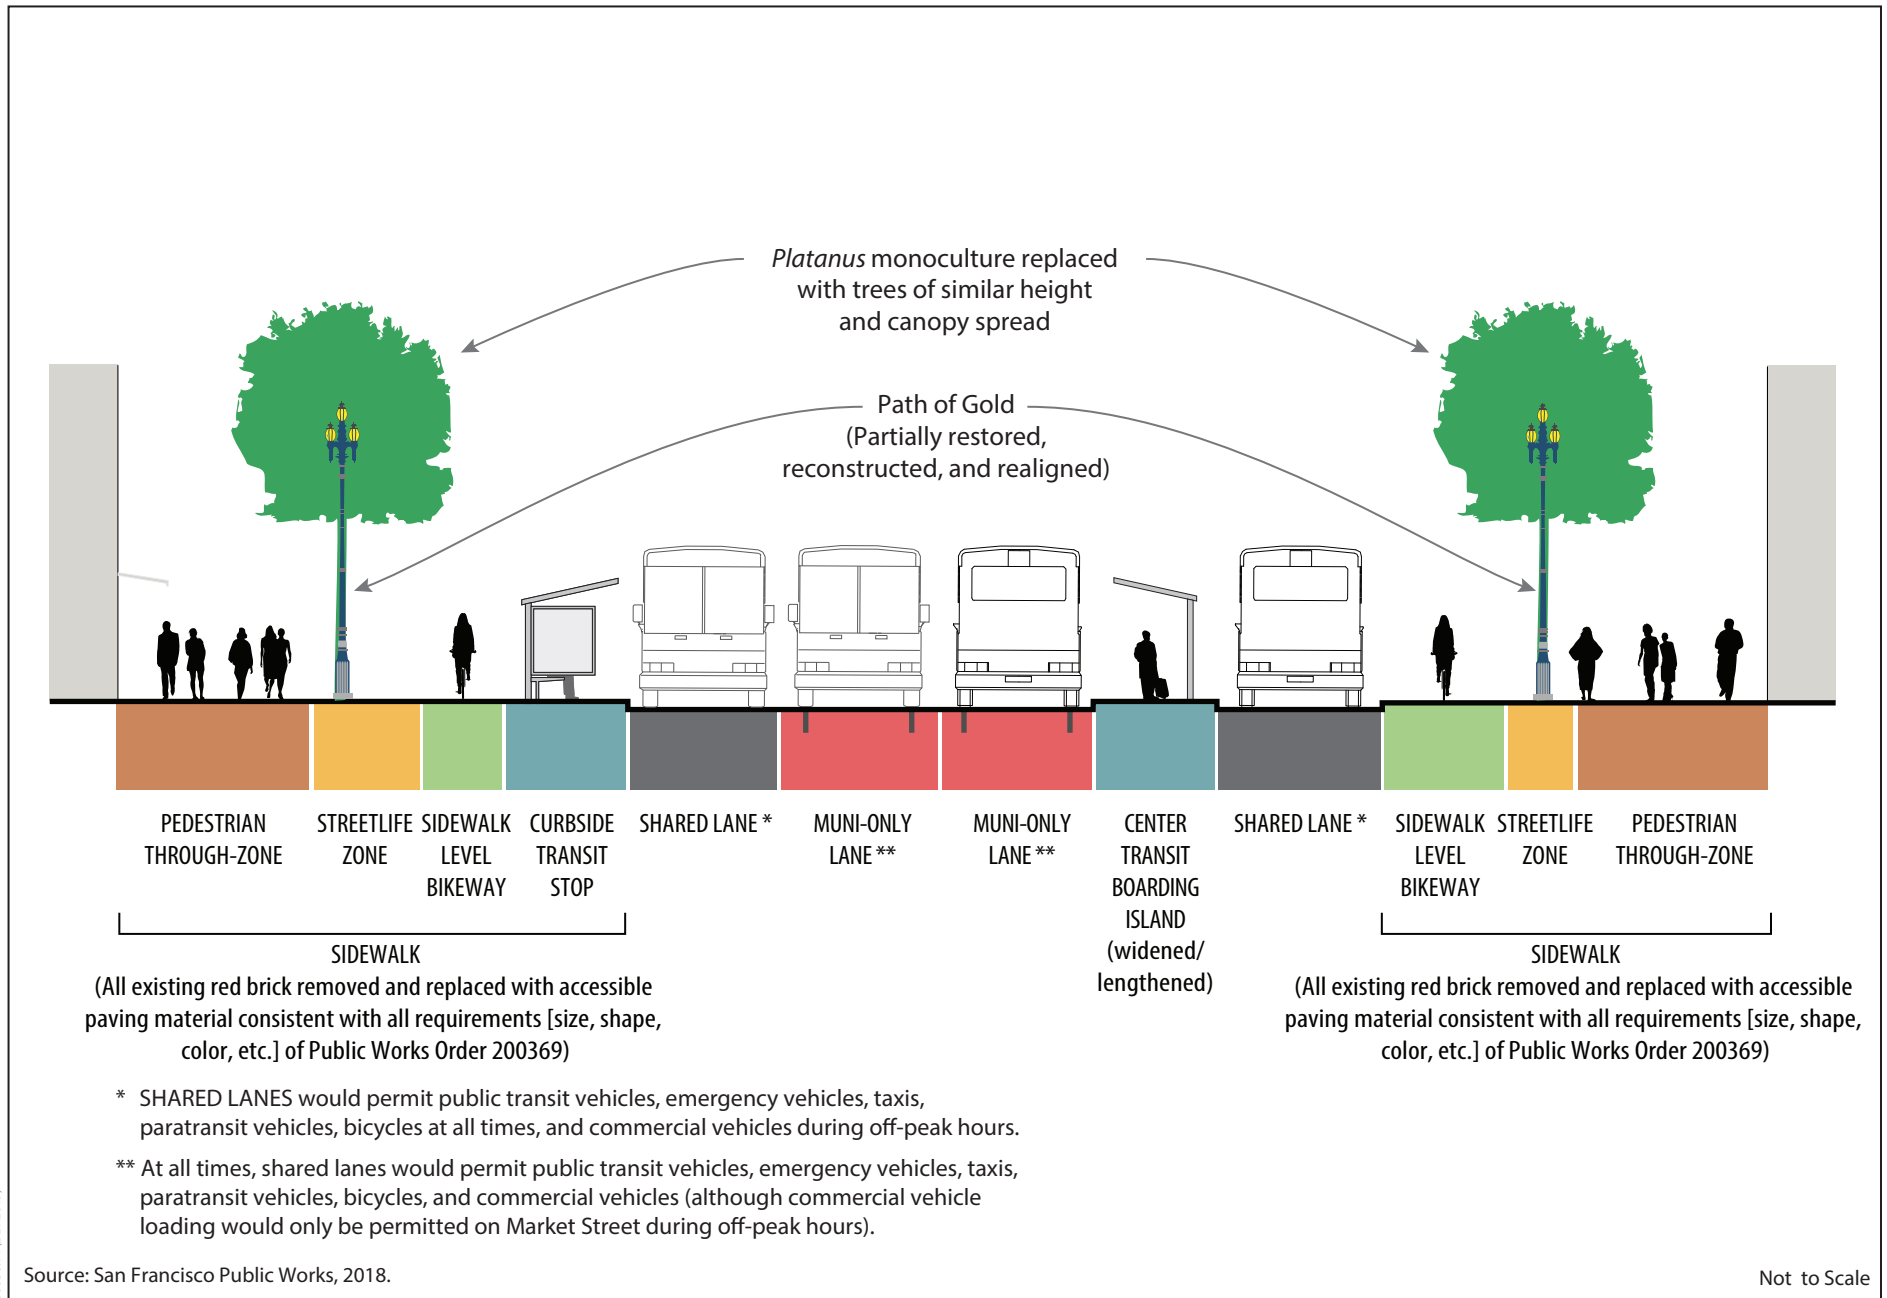 Platanus monoculture replaced
with trees of similar height
and canopy spread
Path of Gold
(Partially restored,
reconstructed, and realigned)
PEDESTRIAN
THROUGH-ZONE
STREETLIFE
ZONE
SIDEWALK
LEVEL
BIKEWAY
CURBSIDE
TRANSIT
STOP
SHARED LANE *
MUNI-ONLY
LANE **
MUNI-ONLY
LANE **
CENTER
TRANSIT
BOARDING
ISLAND
(widened/
lengthened)
SHARED LANE *
SIDEWALK
LEVEL
BIKEWAY
STREETLIFE
ZONE
PEDESTRIAN
THROUGH-ZONE
SIDEWALK
(All existing red brick removed and replaced with accessible
paving material consistent with all requirements [size, shape,
color, etc.] of Public Works Order 200369)
SIDEWALK
(All existing red brick removed and replaced with accessible
paving material consistent with all requirements [size, shape,
color, etc.] of Public Works Order 200369)
* SHARED LANES would permit public transit vehicles, emergency vehicles, taxis,
paratransit vehicles, bicycles at all times, and commercial vehicles during off-peak hours.
** At all times, shared lanes would permit public transit vehicles, emergency vehicles, taxis,
paratransit vehicles, bicycles, and commercial vehicles (although commercial vehicle
loading would only be permitted on Market Street during off-peak hours).
Source: San Francisco Public Works, 2018.
Not to Scale